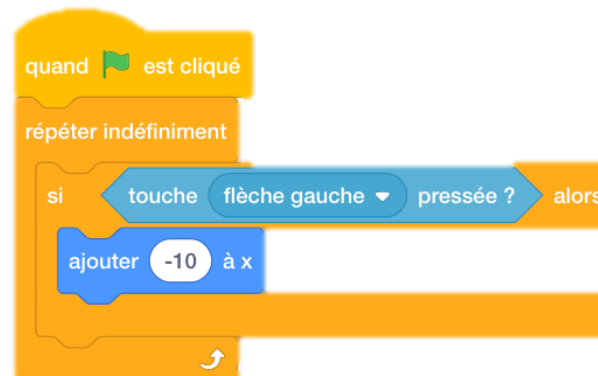 quand est cliqué
répéter indéfiniment
si touche flèche gauche pressée ? alors
ajouter -10 à x